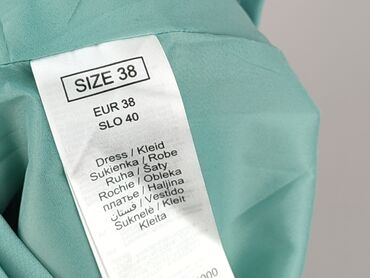 SIZE 38
EUR 38
SLO 40
Dress / Kleid
Sukienka / Robe
Ruha / Šaty
Rochie / Obleka
платье / Haljina
فستان / Vestido
Suknelė / Kleit
Kleita